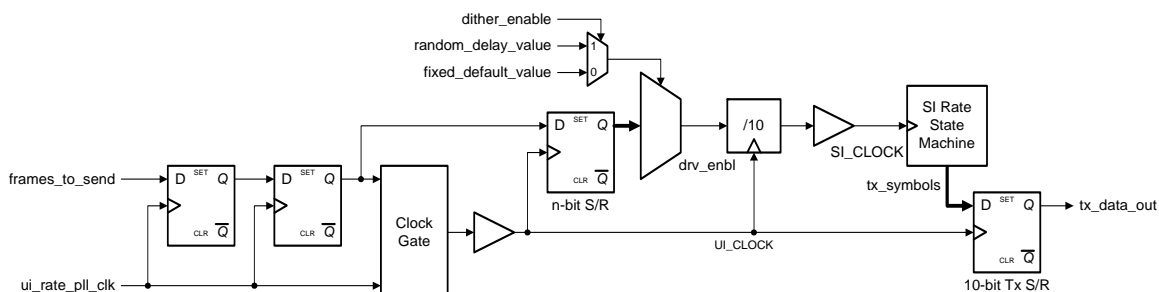 dither_enable
random_delay_value
fixed_default_value
1
0
frames_to_send
ui_rate_pll_clk
D SET Q
CLR Q
D SET Q
CLR Q
Clock
Gate
D SET Q
CLR Q
n-bit S/R
drv_enbl
/10
SI_CLOCK
SI Rate
State
Machine
tx_symbols
UI_CLOCK
D SET Q
CLR Q
10-bit Tx S/R
tx_data_out